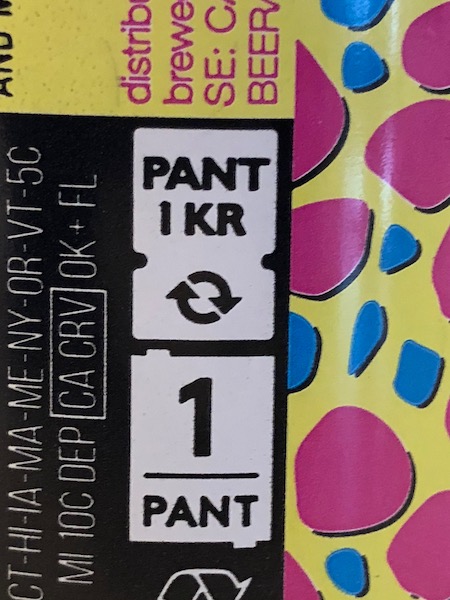 AND
distrib
brewe
SE: C
BEER
CT-HI-IA-MA-ME-NY-OR-VT-5C
MI 10C DEP CA CRV OK + FL
PANT
1 KR
1
PANT